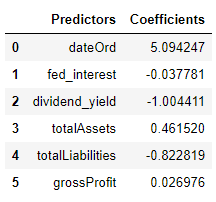 Predictors Coefficients
0 dateOrd 5.094247
1 fed_interest -0.037781
2 dividend_yield -1.004411
3 totalAssets 0.461520
4 totalLiabilities -0.822819
5 grossProfit 0.026976